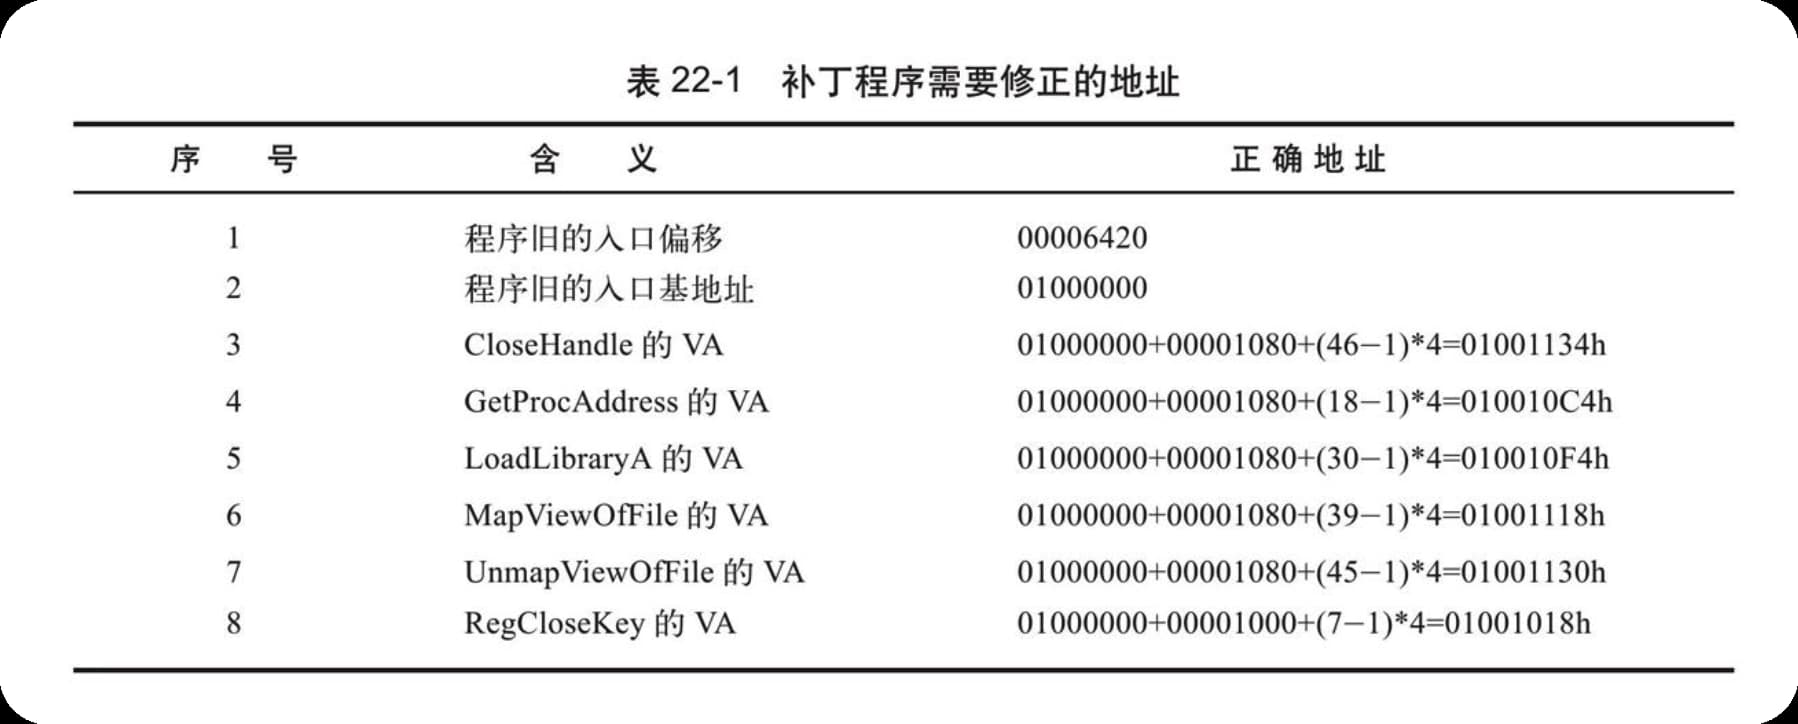 表 22-1 补丁程序需要修正的地址
序 号 含 义 正 确 地 址
1 程序旧的入口偏移 00006420
2 程序旧的入口基地址 01000000
3 CloseHandle 的 VA 01000000+00001080+(46−1)*4=01001134h
4 GetProcAddress 的 VA 01000000+00001080+(18−1)*4=010010C4h
5 LoadLibraryA 的 VA 01000000+00001080+(30−1)*4=010010F4h
6 MapViewOfFile 的 VA 01000000+00001080+(39−1)*4=01001118h
7 UnmapViewOfFile 的 VA 01000000+00001080+(45−1)*4=01001130h
8 RegCloseKey 的 VA 01000000+00001000+(7−1)*4=01001018h